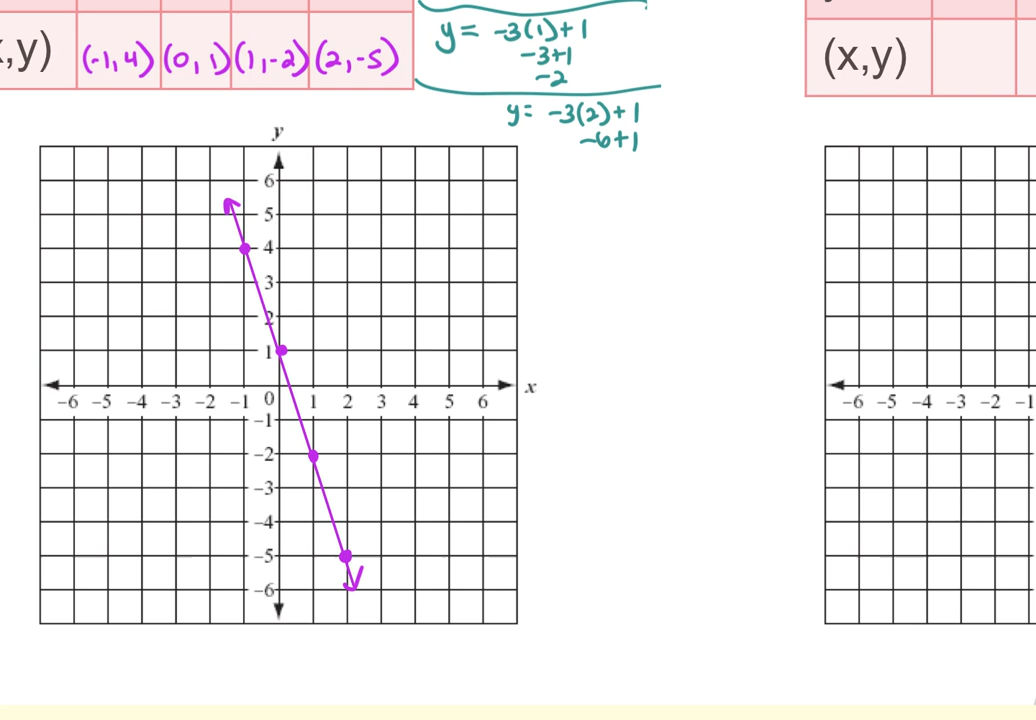 y = -3(1)+1
-3+1
-2
,y) (-1,4) (0,1) (1,-2) (2,-5)
y= -3(2)+1
-6+1
(x,y)
y
6
5
4
3
2
1
x
-6 -5 -4 -3 -2 -1 0 1 2 3 4 5 6
-1
-2
-3
-4
-5
-6
-6 -5 -4 -3 -2 -1